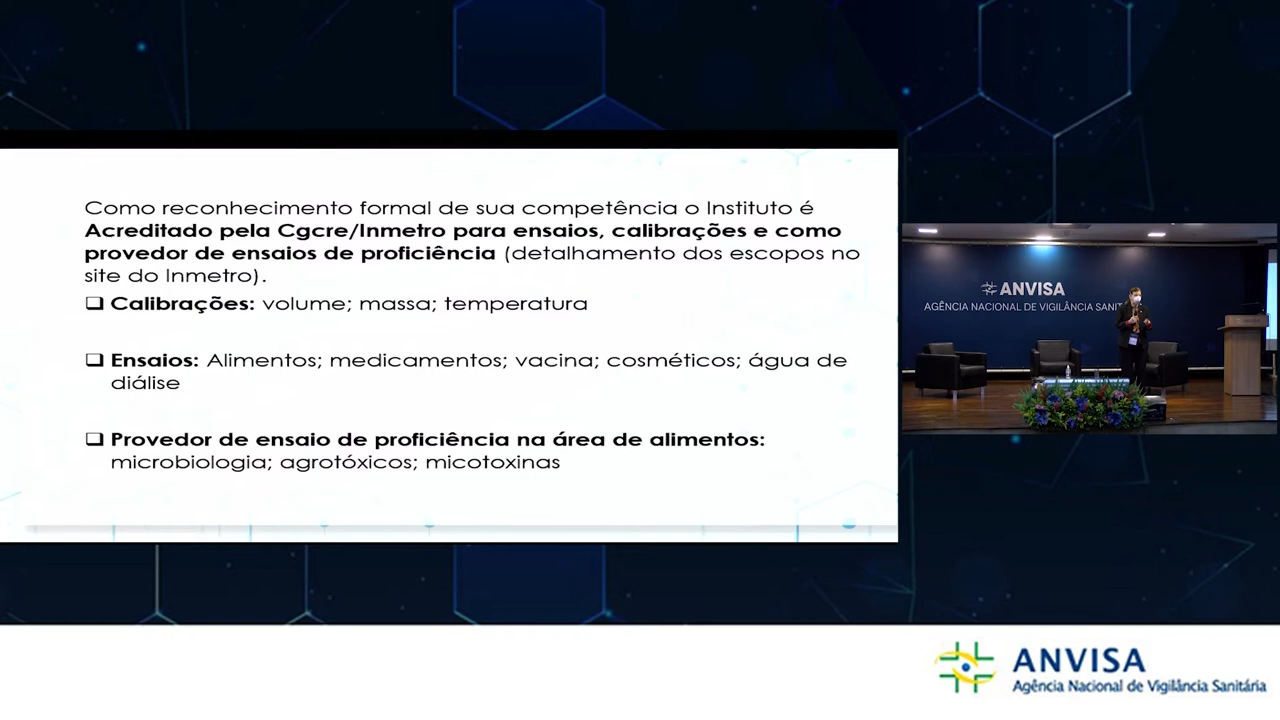 Como reconhecimento formal de sua competência o Instituto é
Acreditado pela Cgcre/Inmetro para ensaios, calibrações e como
provedor de ensaios de proficiência (detalhamento dos escopos no
site do Inmetro).
❑ Calibrações: volume; massa; temperatura
❑ Ensaios: Alimentos; medicamentos; vacina; cosméticos; água de
diálise
❑ Provedor de ensaio de proficiência na área de alimentos:
microbiologia; agrotóxicos; micotoxinas
ANVISA
AGÊNCIA NACIONAL DE VIGILÂNCIA SANIT
ANVISA
Agência Nacional de Vigilância Sanitária